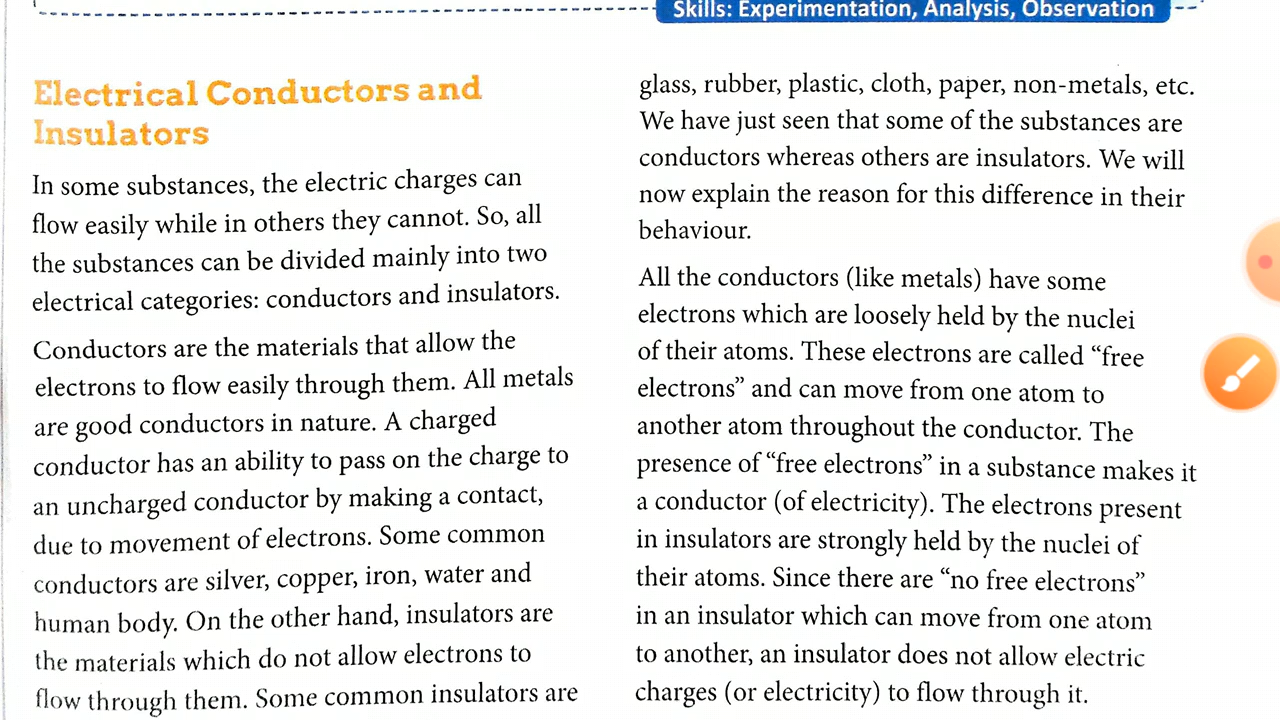 Skills: Experimentation, Analysis, Observation
Electrical Conductors and
Insulators
In some substances, the electric charges can
flow easily while in others they cannot. So, all
the substances can be divided mainly into two
electrical categories: conductors and insulators.
Conductors are the materials that allow the
electrons to flow easily through them. All metals
are good conductors in nature. A charged
conductor has an ability to pass on the charge to
an uncharged conductor by making a contact,
due to movement of electrons. Some common
conductors are silver, copper, iron, water and
human body. On the other hand, insulators are
the materials which do not allow electrons to
flow through them. Some common insulators are
glass, rubber, plastic, cloth, paper, non-metals, etc.
We have just seen that some of the substances are
conductors whereas others are insulators. We will
now explain the reason for this difference in their
behaviour.
All the conductors (like metals) have some
electrons which are loosely held by the nuclei
of their atoms. These electrons are called “free
electrons” and can move from one atom to
another atom throughout the conductor. The
presence of “free electrons” in a substance makes it
a conductor (of electricity). The electrons present
in insulators are strongly held by the nuclei of
their atoms. Since there are “no free electrons”
in an insulator which can move from one atom
to another, an insulator does not allow electric
charges (or electricity) to flow through it.